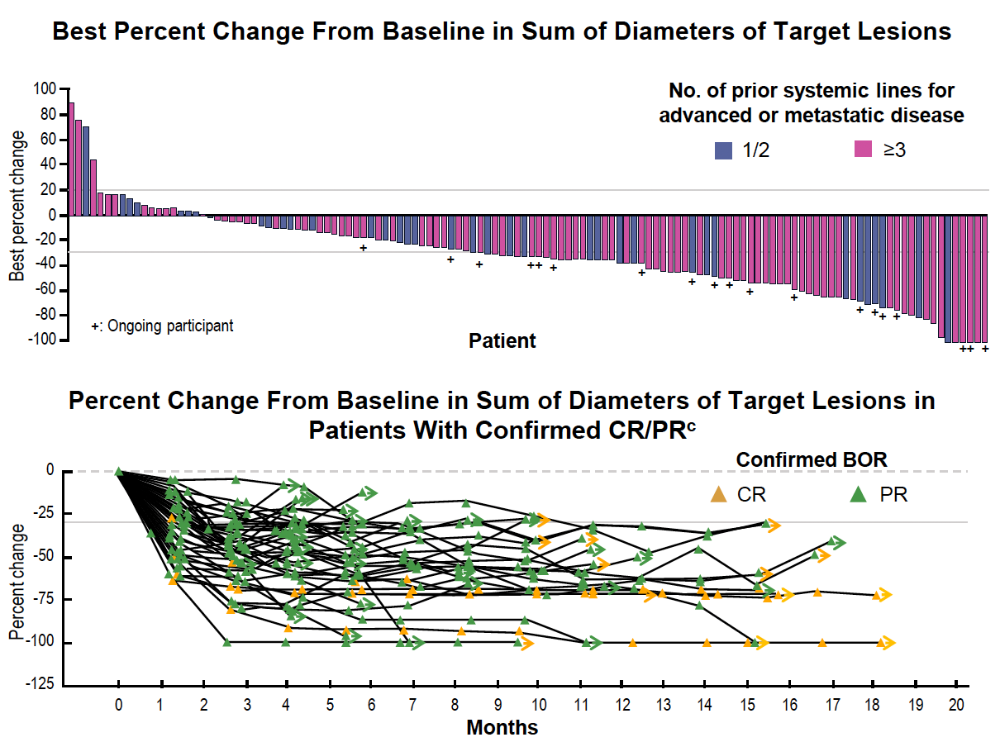 Best Percent Change From Baseline in Sum of Diameters of Target Lesions
No. of prior systemic lines for
advanced or metastatic disease
1/2
≥3
Best percent change
100
80
60
40
20
0
-20
-40
-60
-80
-100
+
+
+
++
+
+
+
+
+
+
+
+
+
+
+
++
+
+: Ongoing participant
Patient
Percent Change From Baseline in Sum of Diameters of Target Lesions in
Patients With Confirmed CR/PRᶜ
Confirmed BOR
CR
PR
Percent change
0
-25
-50
-75
-100
-125
0 1 2 3 4 5 6 7 8 9 10 11 12 13 14 15 16 17 18 19 20
Months